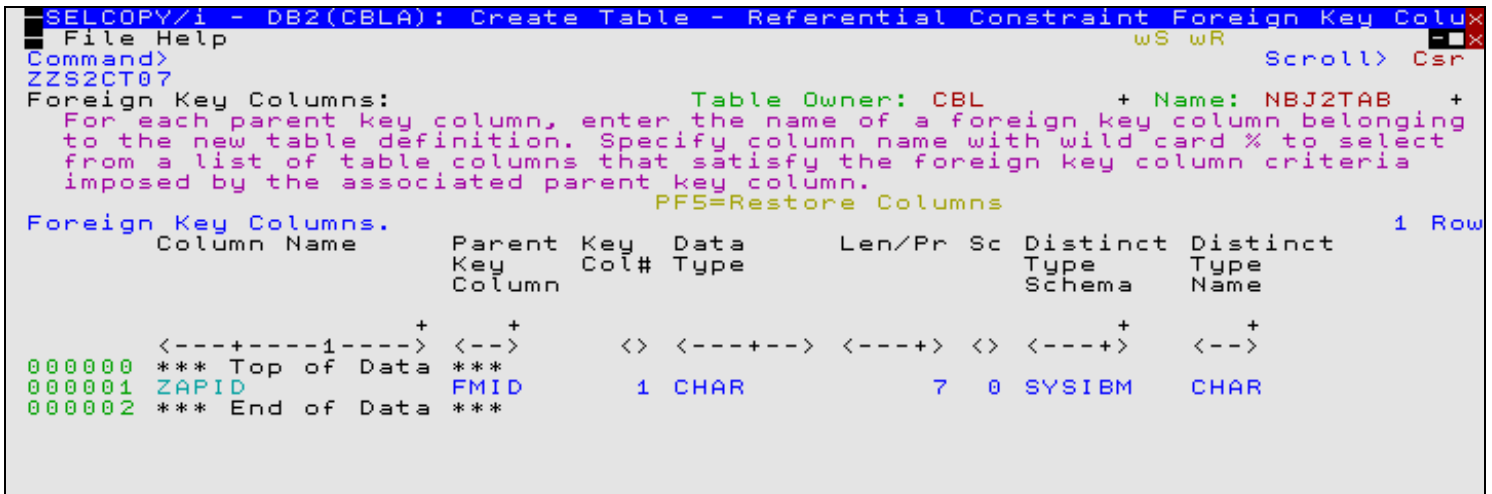 SELCOPY/i - DB2(CBLA): Create Table - Referential Constraint Foreign Key Colu x
File Help wS wR
Command> Scroll> Csr
ZZS2CT07
Foreign Key Columns: Table Owner: CBL + Name: NBJ2TAB +
For each parent key column, enter the name of a foreign key column belonging
to the new table definition. Specify column name with wild card % to select
from a list of table columns that satisfy the foreign key column criteria
imposed by the associated parent key column.
PF5=Restore Columns
Foreign Key Columns. 1 Row
Column Name Parent Key Data Len/Pr Sc Distinct Distinct
Key Col# Type Type Type
Column Schema Name
+ + + +
<---+----1----> <--> <> <---+--> <---+> <> <---+> <-->
000000 *** Top of Data ***
000001 ZAPID FMID 1 CHAR 7 0 SYSIBM CHAR
000002 *** End of Data ***